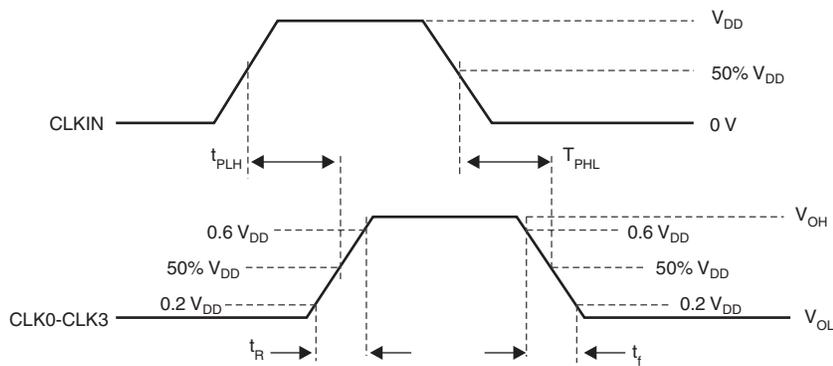 V_DD
50% V_DD
CLKIN
0 V
t_PLH
T_PHL
V_OH
0.6 V_DD
0.6 V_DD
50% V_DD
50% V_DD
0.2 V_DD
0.2 V_DD
CLK0-CLK3
V_OL
t_R
t_f